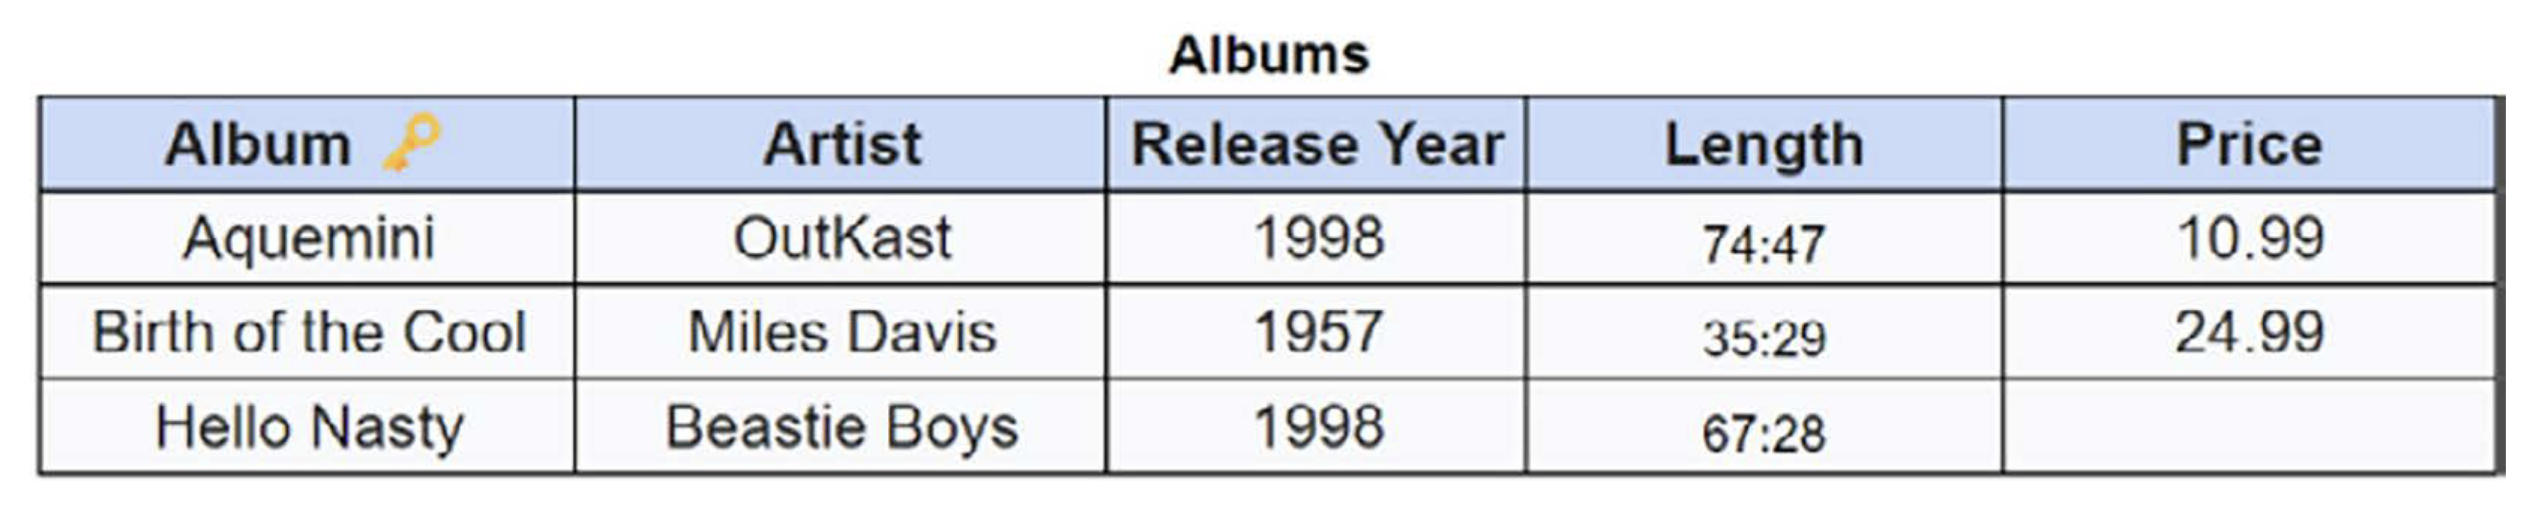 Albums
Album Artist Release Year Length Price
Aquemini OutKast 1998 74:47 10.99
Birth of the Cool Miles Davis 1957 35:29 24.99
Hello Nasty Beastie Boys 1998 67:28